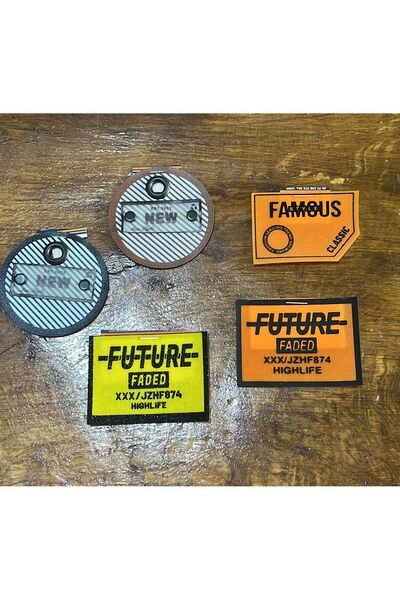 NEW
NEW
FAMOUS
CLASSIC
FUTURE
FADED
XXX/JZHF874
HIGHLIFE
FUTURE
FADED
XXX/JZHF874
HIGHLIFE